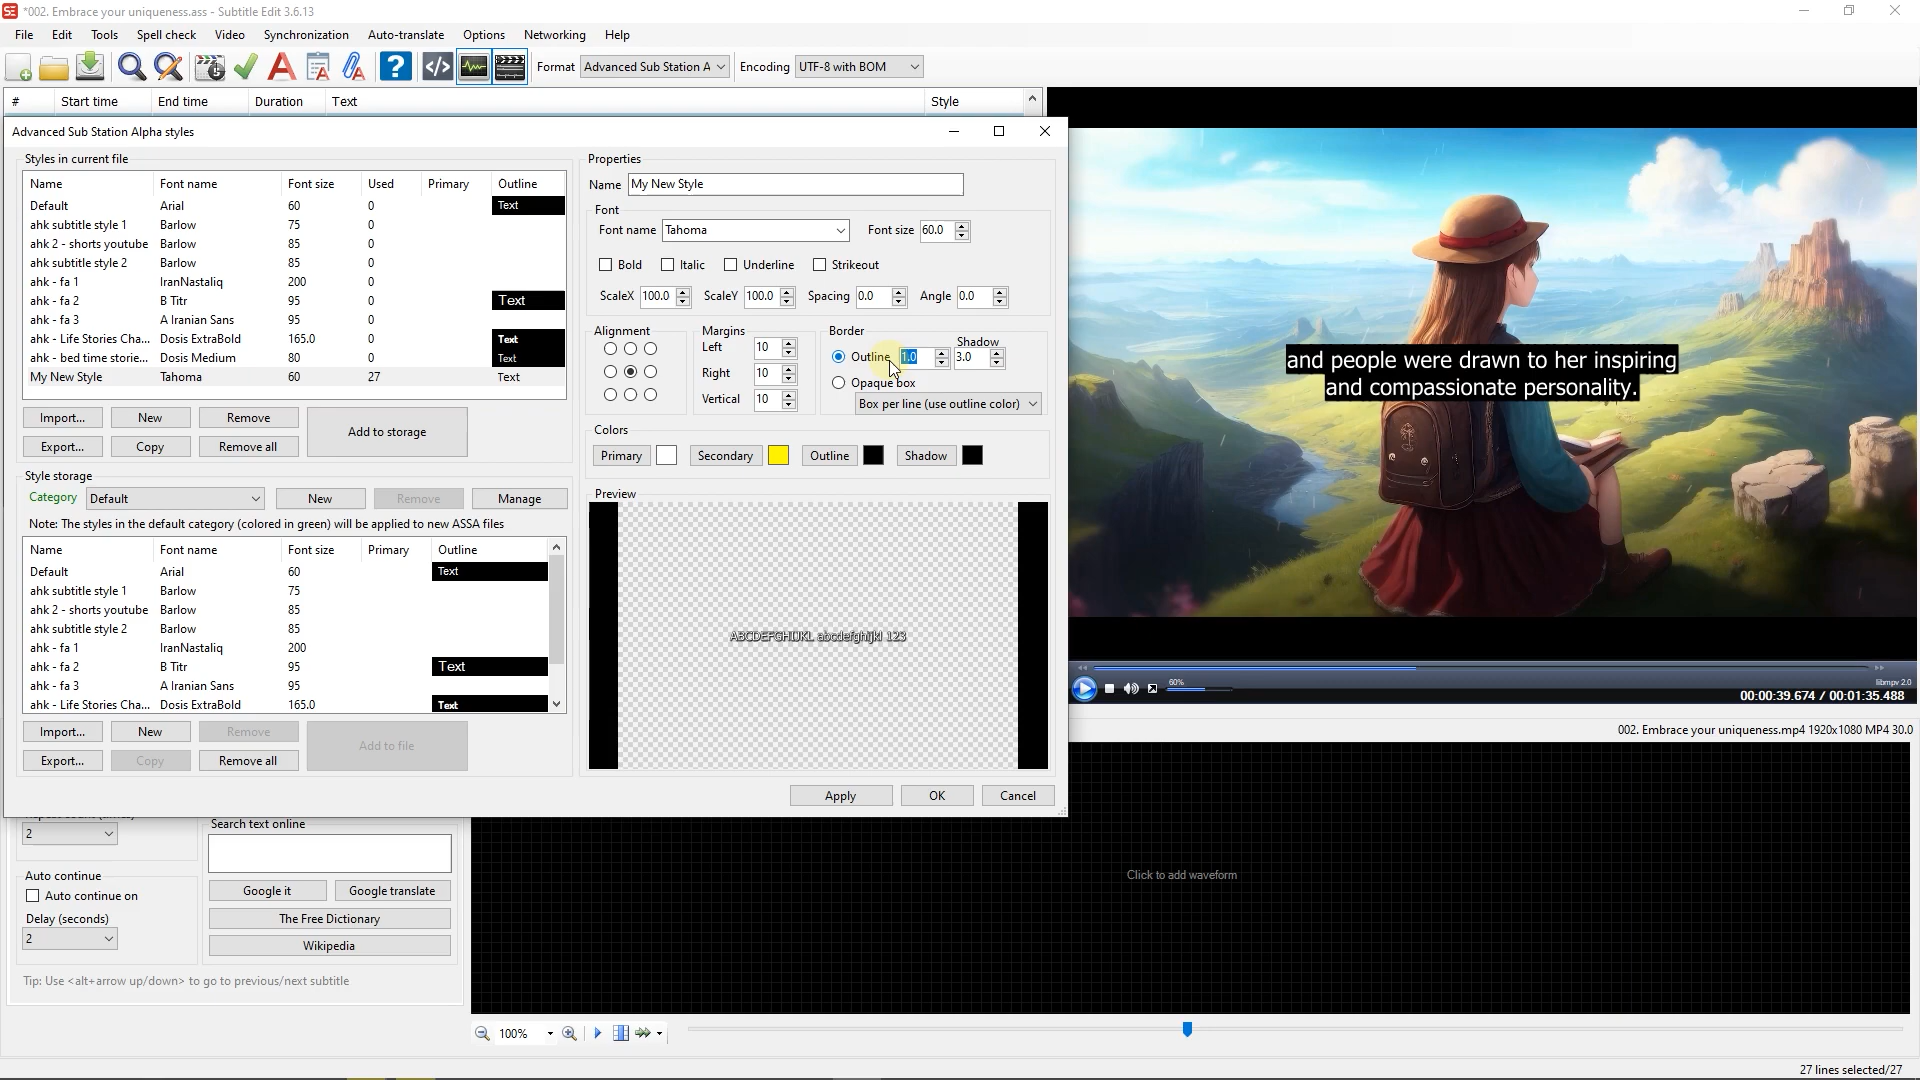 *002. Embrace your uniqueness.ass - Subtitle Edit 3.6.13
File Edit Tools Spell check Video Synchronization Auto-translate Options Networking Help
Format Advanced Sub Station A Encoding UTF-8 with BOM
# Start time End time Duration Text Style
Advanced Sub Station Alpha styles
Styles in current file
Name Font name Font size Used Primary Outline
Default Arial 60 0 Text
ahk subtitle style 1 Barlow 75 0
ahk 2 - shorts youtube Barlow 85 0
ahk subtitle style 2 Barlow 85 0
ahk - fa 1 IranNastaliq 200 0
ahk - fa 2 B Titr 95 0 Text
ahk - fa 3 A Iranian Sans 95 0
ahk - Life Stories Cha... Dosis ExtraBold 165.0 0 Text
ahk - bed time storie... Dosis Medium 80 0 Text
My New Style Tahoma 60 27 Text
Import... New Remove
Add to storage
Export... Copy Remove all
Style storage
Category Default New Remove Manage
Note: The styles in the default category (colored in green) will be applied to new ASSA files
Name Font name Font size Primary Outline
Default Arial 60 Text
ahk subtitle style 1 Barlow 75
ahk 2 - shorts youtube Barlow 85
ahk subtitle style 2 Barlow 85
ahk - fa 1 IranNastaliq 200
ahk - fa 2 B Titr 95 Text
ahk - fa 3 A Iranian Sans 95
ahk - Life Stories Cha... Dosis ExtraBold 165.0 Text
Import... New Remove
Add to file
Export... Copy Remove all
Properties
Name My New Style
Font
Font name Tahoma Font size 60.0
Bold Italic Underline Strikeout
ScaleX 100.0 ScaleY 100.0 Spacing 0.0 Angle 0.0
Alignment
Margins
Left 10
Right 10
Vertical 10
Border
Shadow
Outline 1.0 3.0
Opaque box
Box per line (use outline color)
Colors
Primary Secondary Outline Shadow
Preview
ABCDEFGHIJKL abcdefghijkl 123
Apply OK Cancel
and people were drawn to her inspiring
and compassionate personality.
60%
libmpv 2.0
00:00:39.674 / 00:01:35.488
002. Embrace your uniqueness.mp4 1920x1080 MP4 30.0
2
Auto continue
Auto continue on
Delay (seconds)
2
Search text online
Google it Google translate
The Free Dictionary
Wikipedia
Tip: Use <alt+arrow up/down> to go to previous/next subtitle
Click to add waveform
100%
27 lines selected/27